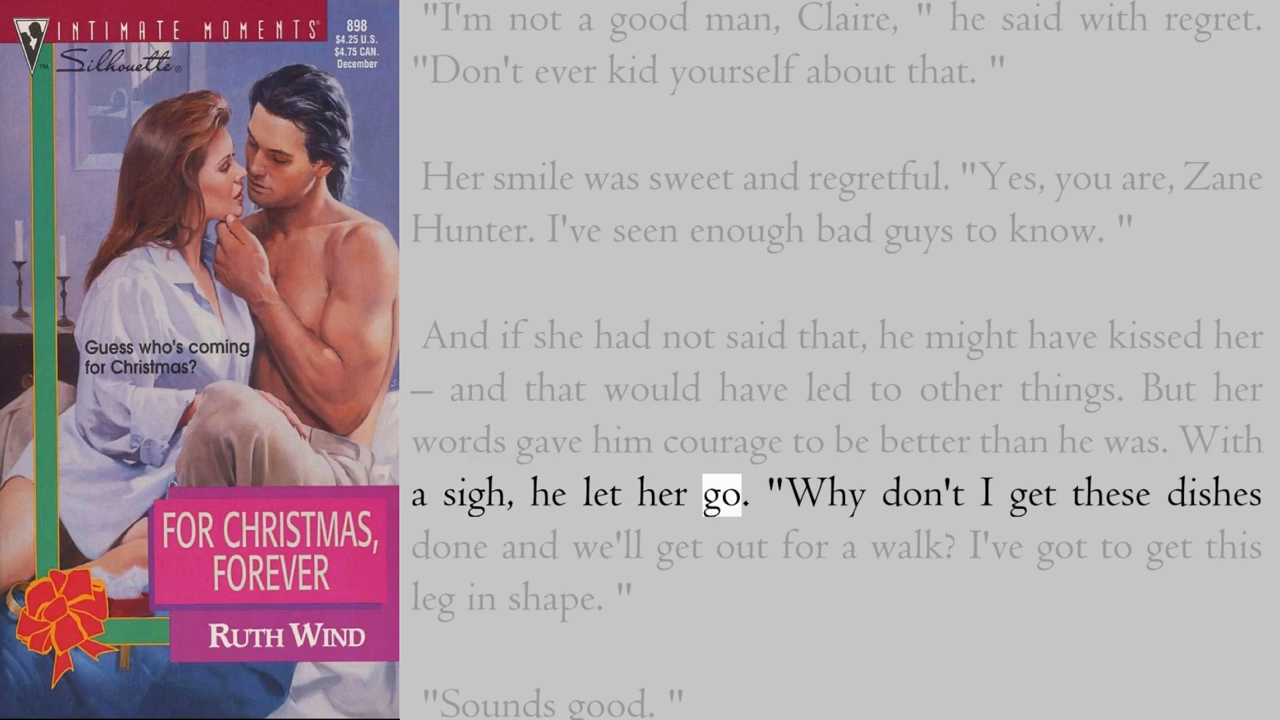 INTIMATE MOMENTS®
Silhouette®
TM
898
$4.25 U.S.
$4.75 CAN.
December
Guess who's coming
for Christmas?
FOR CHRISTMAS,
FOREVER
RUTH WIND
"I'm not a good man, Claire, " he said with regret.
"Don't ever kid yourself about that. "
Her smile was sweet and regretful. "Yes, you are, Zane
Hunter. I've seen enough bad guys to know. "
And if she had not said that, he might have kissed her
– and that would have led to other things. But her
words gave him courage to be better than he was. With
a sigh, he let her go. "Why don't I get these dishes
done and we'll get out for a walk? I've got to get this
leg in shape. "
"Sounds good. "